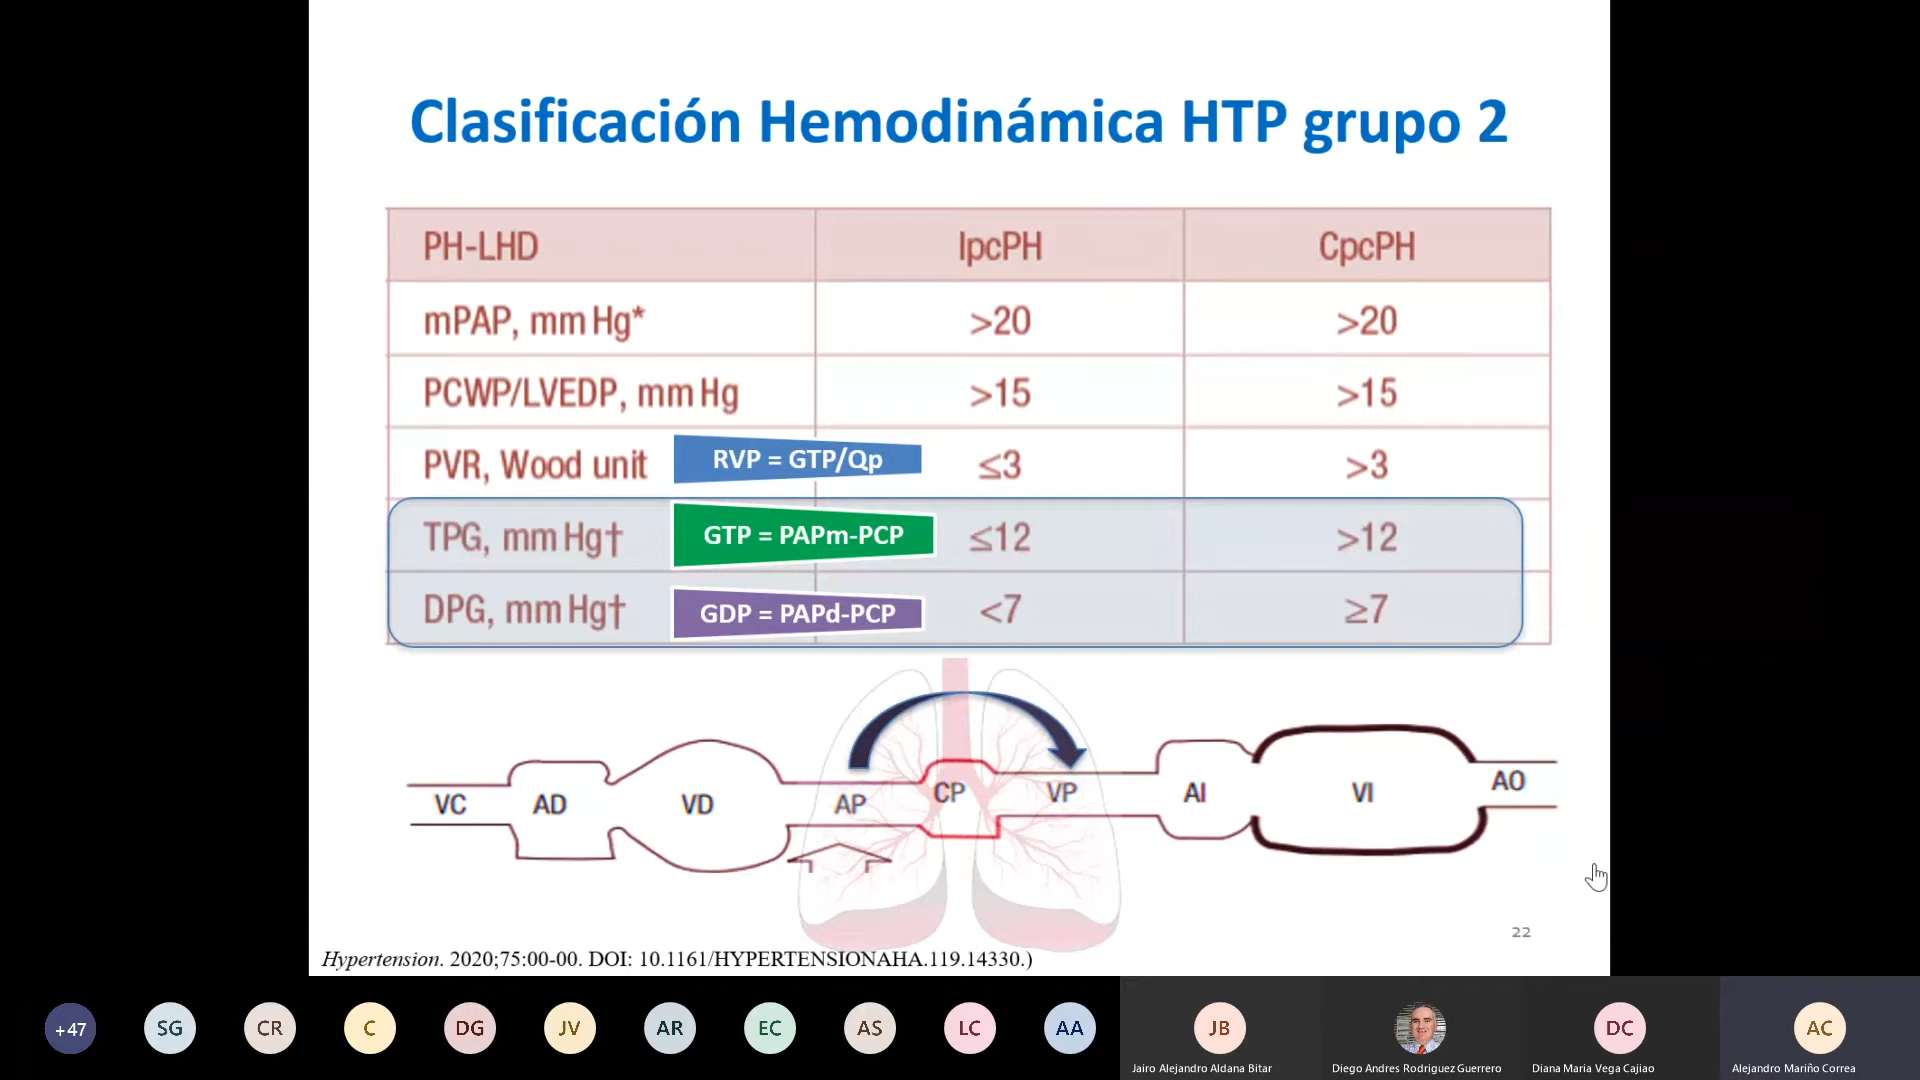 Clasificación Hemodinámica HTP grupo 2
PH-LHD IpcPH CpcPH
mPAP, mm Hg* >20 >20
PCWP/LVEDP, mm Hg >15 >15
PVR, Wood unit RVP = GTP/Qp ≤3 >3
TPG, mm Hg† GTP = PAPm-PCP ≤12 >12
DPG, mm Hg† GDP = PAPd-PCP <7 ≥7
VC AD VD AP CP VP AI VI AO
22
Hypertension. 2020;75:00-00. DOI: 10.1161/HYPERTENSIONAHA.119.14330.)
+47 SG CR C DG JV AR EC AS LC AA JB DC AC
Jairo Alejandro Aldana Bitar Diego Andres Rodriguez Guerrero Diana Maria Vega Cajiao Alejandro Mariño Correa